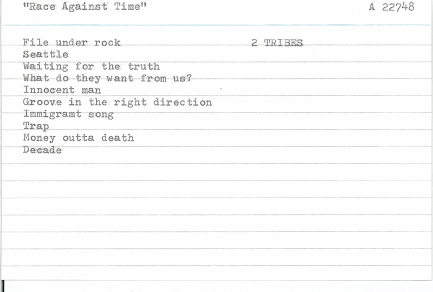 "Race Against Time" A 22748
File under rock 2 TRIBES
Seattle
Waiting for the truth
What do they want from us?
Innocent man
Groove in the right direction
Immigramt song
Trap
Money outta death
Decade